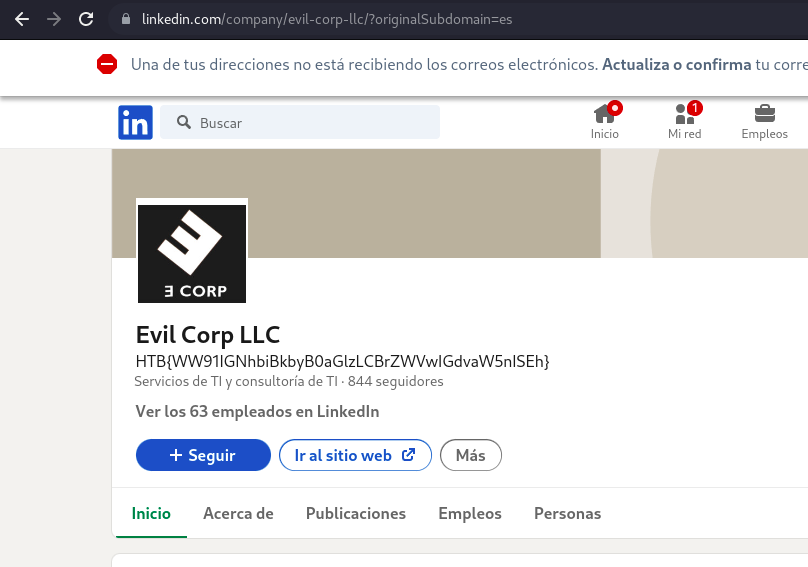 linkedin.com/company/evil-corp-llc/?originalSubdomain=es
Una de tus direcciones no está recibiendo los correos electrónicos. Actualiza o confirma tu corre
in
Buscar
1
Inicio
Mi red
Empleos
E CORP
Evil Corp LLC
HTB{WW91IGNhbiBkbyB0aGlzLCBrZWVwIGdvaW5nISEh}
Servicios de TI y consultoría de TI · 844 seguidores
Ver los 63 empleados en LinkedIn
+ Seguir
Ir al sitio web
Más
Inicio
Acerca de
Publicaciones
Empleos
Personas